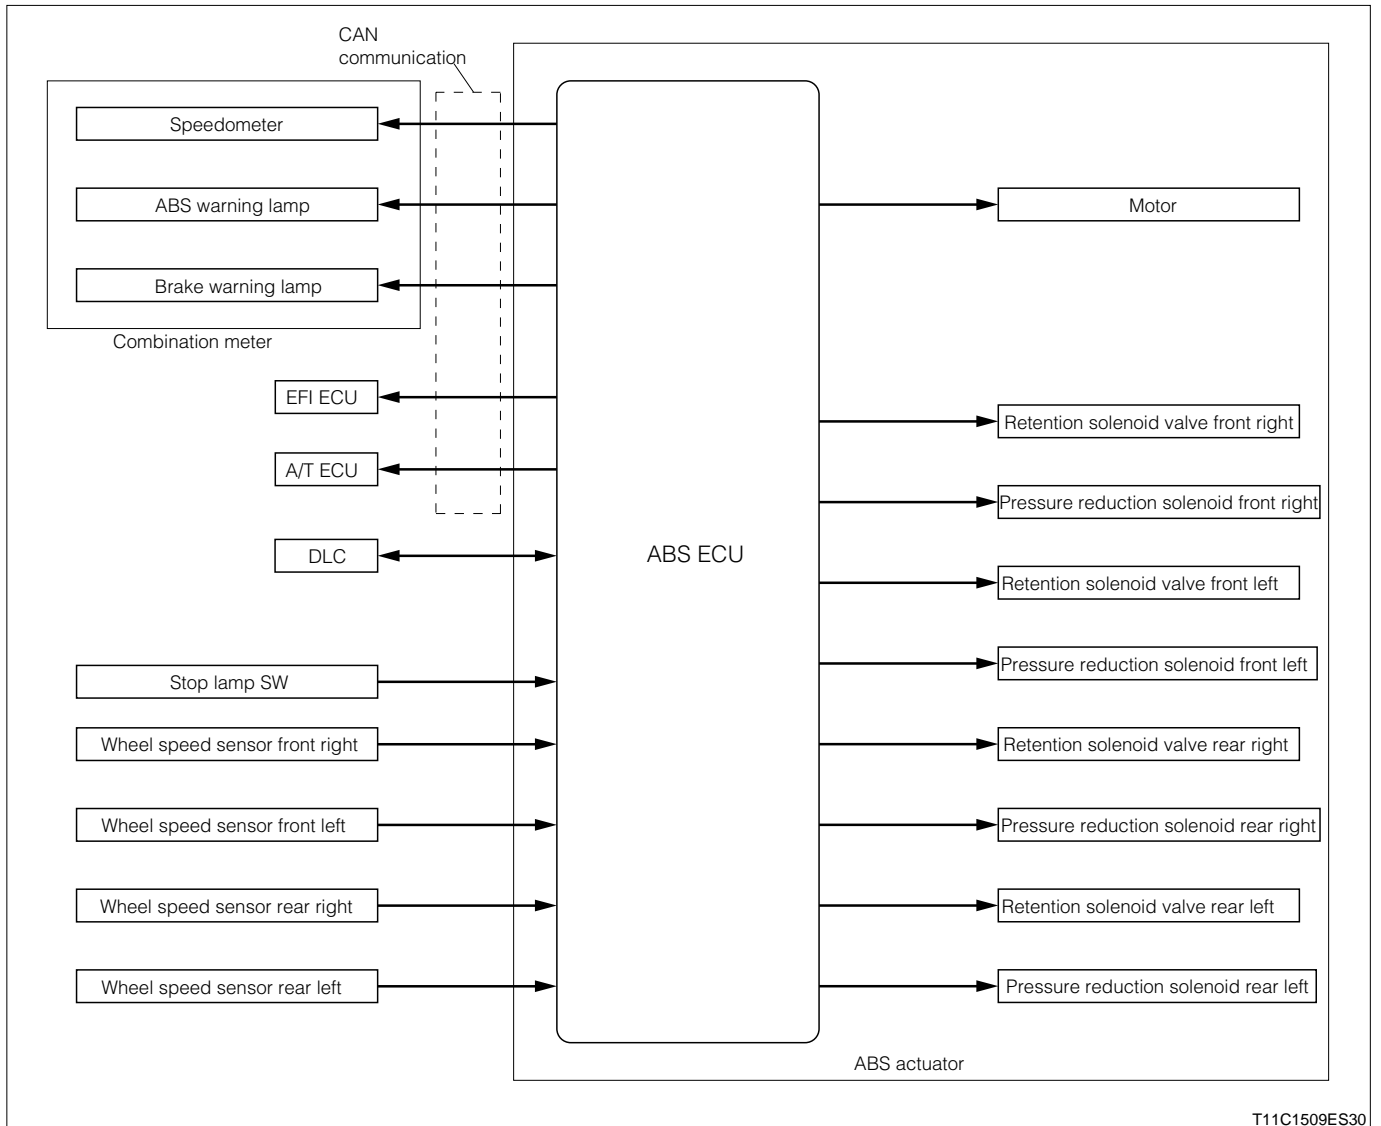 CAN
communication
Speedometer
ABS warning lamp
Motor
Brake warning lamp
Combination meter
EFI ECU
Retention solenoid valve front right
A/T ECU
Pressure reduction solenoid front right
DLC
ABS ECU
Retention solenoid valve front left
Pressure reduction solenoid front left
Stop lamp SW
Wheel speed sensor front right
Retention solenoid valve rear right
Wheel speed sensor front left
Pressure reduction solenoid rear right
Wheel speed sensor rear right
Retention solenoid valve rear left
Wheel speed sensor rear left
Pressure reduction solenoid rear left
ABS actuator
T11C1509ES30